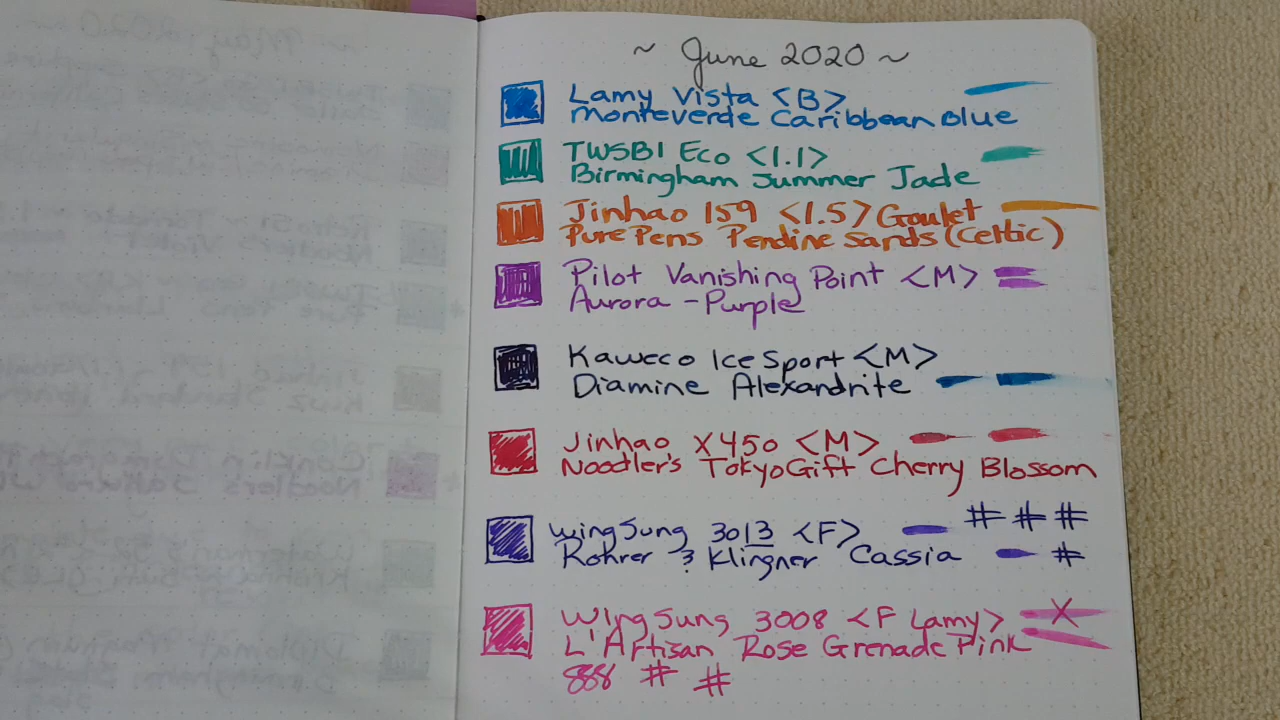 ~ June 2020 ~
Lamy Vista <B>
Monteverde Caribbean Blue
TWSBI Eco <1.1>
Birmingham Summer Jade
Jinhao 159 <1.5> Goulet
Pure Pens Pendine Sands (Celtic)
Pilot Vanishing Point <M>
Aurora - Purple
Kaweco Ice Sport <M>
Diamine Alexandrite
Jinhao X450 <M>
Noodler's Tokyo Gift Cherry Blossom
Wing Sung 3013 <F> # # #
Rohrer & Klingner Cassia #
Wing Sung 3008 <F Lamy> X
L'Artisan Rose Grenade Pink
888 # #